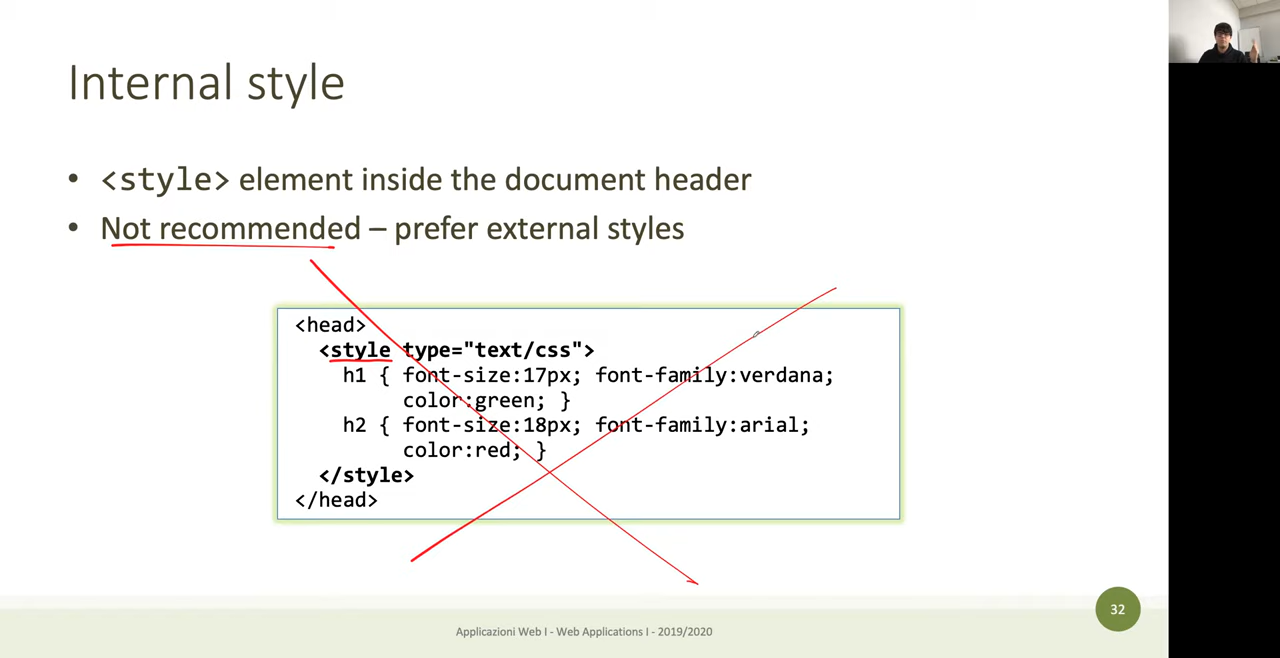 Internal style
• <style> element inside the document header
• Not recommended – prefer external styles
<head>
<style type="text/css">
h1 { font-size:17px; font-family:verdana;
color:green; }
h2 { font-size:18px; font-family:arial;
color:red; }
</style>
</head>
32
Applicazioni Web I - Web Applications I - 2019/2020